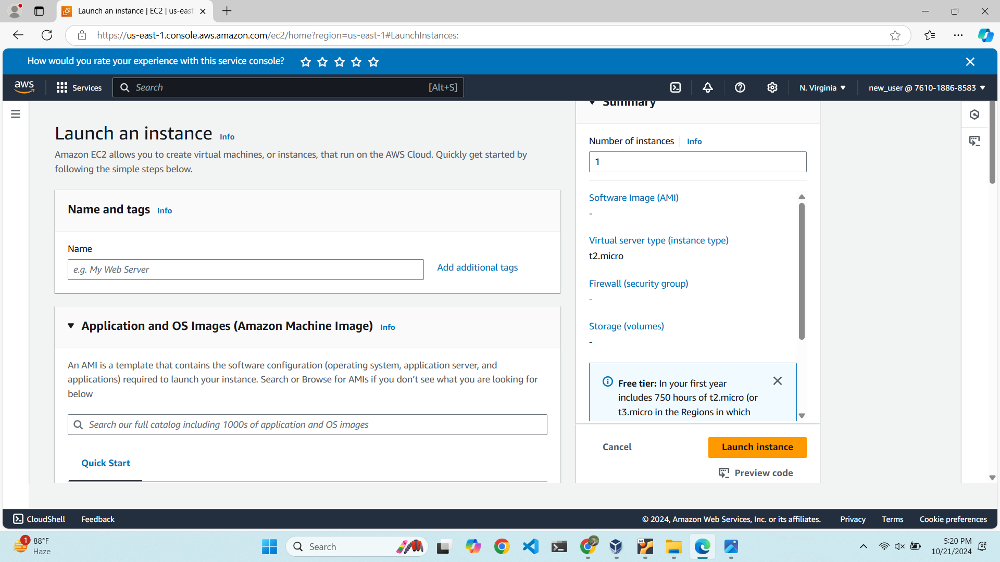 Launch an instance | EC2 | us-east
https://us-east-1.console.aws.amazon.com/ec2/home?region=us-east-1#LaunchInstances:
How would you rate your experience with this service console?
aws
Services
Search
[Alt+S]
N. Virginia
new_user @ 7610-1886-8583
Launch an instance Info
Amazon EC2 allows you to create virtual machines, or instances, that run on the AWS Cloud. Quickly get started by
following the simple steps below.
Name and tags Info
Name
e.g. My Web Server
Add additional tags
Application and OS Images (Amazon Machine Image) Info
An AMI is a template that contains the software configuration (operating system, application server, and
applications) required to launch your instance. Search or Browse for AMIs if you don’t see what you are looking for
below
Search our full catalog including 1000s of application and OS images
Quick Start
Summary
Number of instances Info
1
Software Image (AMI)
-
Virtual server type (instance type)
t2.micro
Firewall (security group)
-
Storage (volumes)
-
Free tier: In your first year
includes 750 hours of t2.micro (or
t3.micro in the Regions in which
Cancel
Launch instance
Preview code
CloudShell
Feedback
© 2024, Amazon Web Services, Inc. or its affiliates.
Privacy
Terms
Cookie preferences
1
88°F
Haze
Search
64
5:20 PM
10/21/2024